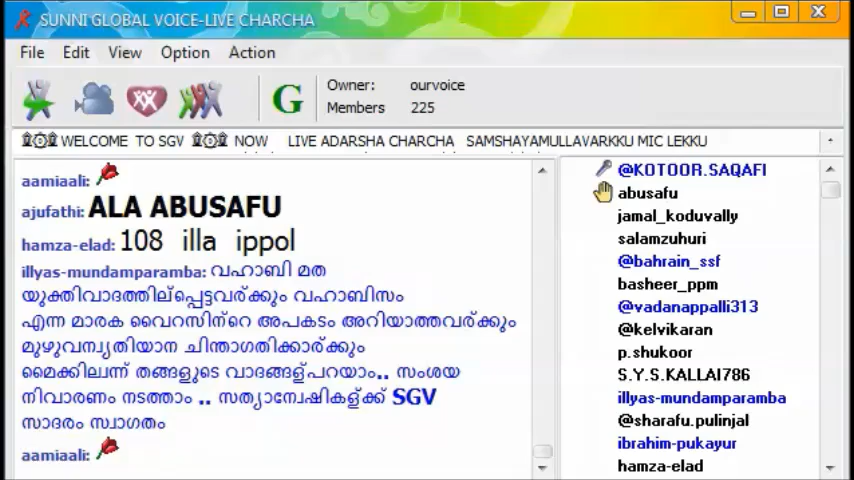 SUNNI GLOBAL VOICE-LIVE CHARCHA
File Edit View Option Action
G
Owner: ourvoice
Members 225
WELCOME TO SGV NOW LIVE ADARSHA CHARCHA SAMSHAYAMULLAVARKKU MIC LEKKU
aamiaali:
ajufathi: ALA ABUSAFU
hamza-elad: 108 illa ippol
illyas-mundamparamba: വഹാബി മത
യുക്തിവാദത്തില്പ്പെട്ടവര്ക്കും വഹാബിസം
എന്ന മാരക വൈറസിന്റെ അപകടം അറിയാത്തവര്ക്കും
മുഴുവന്വ്യതിയാന ചിന്താഗതിക്കാര്ക്കും
മൈക്കിലന്ന് തങ്ങളുടെ വാദങ്ങള്പറയാം.. സംശയ
നിവാരണം നടത്താം .. സത്യാന്വേഷികള്ക്ക് SGV
സാദരം സ്വാഗതം
aamiaali:
@KOTOOR.SAQAFI
abusafu
jamal_koduvally
salamzuhuri
@bahrain_ssf
basheer_ppm
@vadanappalli313
@kelvikaran
p.shukoor
S.Y.S.KALLAI786
illyas-mundamparamba
@sharafu.pulinjal
ibrahim-pukayur
hamza-elad